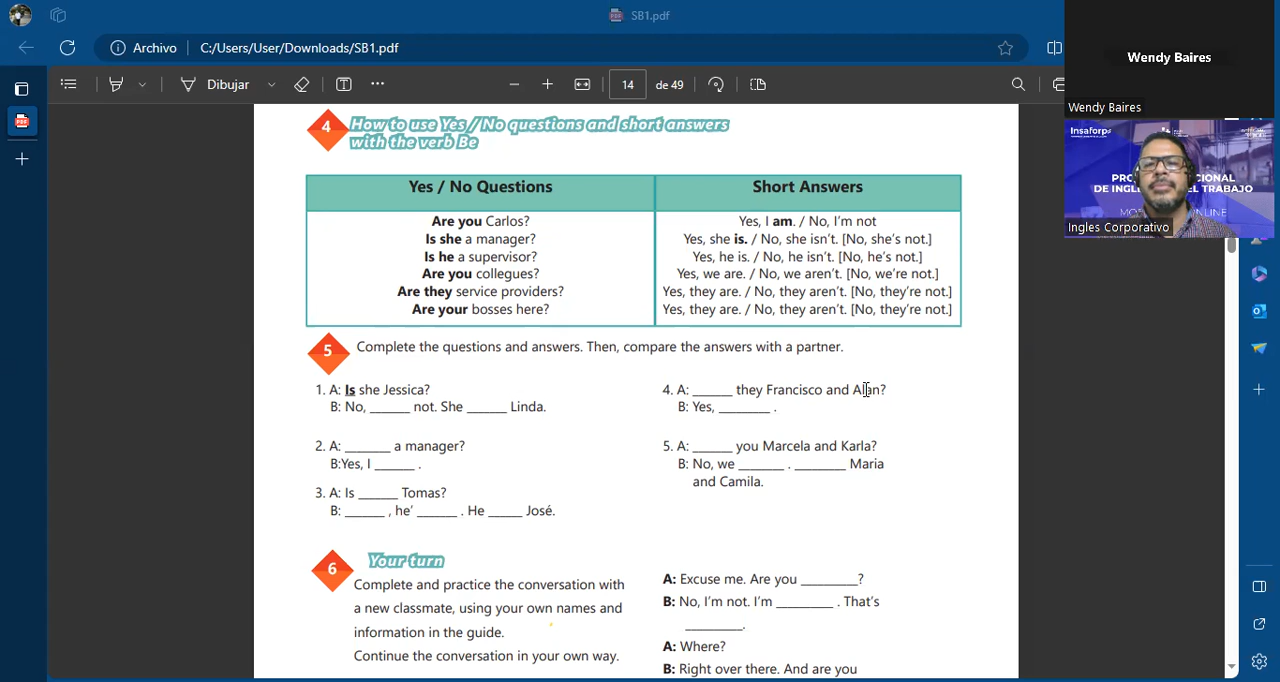 SB1.pdf
Archivo
C:/Users/User/Downloads/SB1.pdf
Dibujar
14
de 49
Wendy Baires
Wendy Baires
Insaforp
Ingles Corporativo
4
How to use Yes / No questions and short answers
with the verb Be
Yes / No Questions
Short Answers
Are you Carlos?
Yes, I am. / No, I'm not
Is she a manager?
Yes, she is. / No, she isn't. [No, she's not.]
Is he a supervisor?
Yes, he is. / No, he isn't. [No, he's not.]
Are you collegues?
Yes, we are. / No, we aren't. [No, we're not.]
Are they service providers?
Yes, they are. / No, they aren't. [No, they're not.]
Are your bosses here?
Yes, they are. / No, they aren't. [No, they're not.]
5
Complete the questions and answers. Then, compare the answers with a partner.
1. A: Is she Jessica?
B: No, ______ not. She ______ Linda.
2. A: _______ a manager?
B:Yes, I ______ .
3. A: Is ______ Tomas?
B: ______ , he' ______ . He _____ José.
4. A: ______ they Francisco and Alan?
B: Yes, ________ .
5. A: ______ you Marcela and Karla?
B: No, we _______ . ________ Maria
and Camila.
6
Your turn
Complete and practice the conversation with
a new classmate, using your own names and
information in the guide.
Continue the conversation in your own way.
A: Excuse me. Are you _________?
B: No, I'm not. I'm _________ . That's
_________.
A: Where?
B: Right over there. And are you